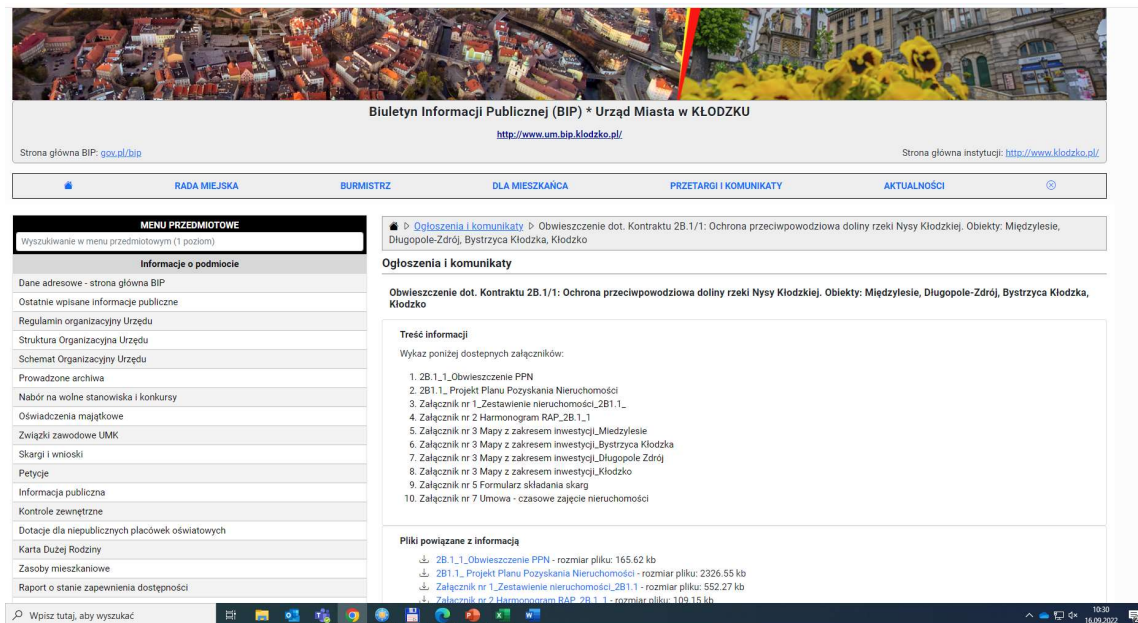 Biuletyn Informacji Publicznej (BIP) * Urząd Miasta w KŁODZKU
http://www.um.bip.klodzko.pl/
Strona główna BIP: gov.pl/bip
Strona główna instytucji: http://www.klodzko.pl/
RADA MIEJSKA
BURMISTRZ
DLA MIESZKAŃCA
PRZETARGI I KOMUNIKATY
AKTUALNOŚCI
MENU PRZEDMIOTOWE
Wyszukiwanie w menu przedmiotowym (1 poziom)
Informacje o podmiocie
Dane adresowe - strona główna BIP
Ostatnie wpisane informacje publiczne
Regulamin organizacyjny Urzędu
Struktura Organizacyjna Urzędu
Schemat Organizacyjny Urzędu
Prowadzone archiwa
Nabór na wolne stanowiska i konkursy
Oświadczenia majątkowe
Związki zawodowe UMK
Skargi i wnioski
Petycje
Informacja publiczna
Kontrole zewnętrzne
Dotacje dla niepublicznych placówek oświatowych
Karta Dużej Rodziny
Zasoby mieszkaniowe
Raport o stanie zapewnienia dostępności
Ogłoszenia i komunikaty Obwieszczenie dot. Kontraktu 2B.1/1: Ochrona przeciwpowodziowa doliny rzeki Nysy Kłodzkiej. Obiekty: Międzylesie,
Długopole-Zdrój, Bystrzyca Kłodzka, Kłodzko
Ogłoszenia i komunikaty
Obwieszczenie dot. Kontraktu 2B.1/1: Ochrona przeciwpowodziowa doliny rzeki Nysy Kłodzkiej. Obiekty: Międzylesie, Długopole-Zdrój, Bystrzyca Kłodzka,
Kłodzko
Treść informacji
Wykaz poniżej dostepnych załączników:
1. 2B.1_1_Obwieszczenie PPN
2. 2B1.1_ Projekt Planu Pozyskania Nieruchomości
3. Załącznik nr 1_Zestawienie nieruchomości_2B1.1_
4. Załącznik nr 2 Harmonogram RAP_2B.1_1
5. Załącznik nr 3 Mapy z zakresem inwestycji_Miedzylesie
6. Załącznik nr 3 Mapy z zakresem inwestycji_Bystrzyca Kłodzka
7. Załącznik nr 3 Mapy z zakresem inwestycji_Długopole Zdrój
8. Załącznik nr 3 Mapy z zakresem inwestycji_Kłodzko
9. Załącznik nr 5 Formularz składania skarg
10. Załącznik nr 7 Umowa - czasowe zajęcie nieruchomości
Pliki powiązane z informacją
2B.1_1_Obwieszczenie PPN - rozmiar pliku: 165.62 kb
2B1.1_ Projekt Planu Pozyskania Nieruchomości - rozmiar pliku: 2326.55 kb
Załącznik nr 1_Zestawienie nieruchomości_2B1.1 - rozmiar pliku: 552.27 kb
Załącznik nr 2 Harmonogram RAP_2B.1_1 - rozmiar pliku: 109.15 kb
Wpisz tutaj, aby wyszukać
10:30
16.09.2022